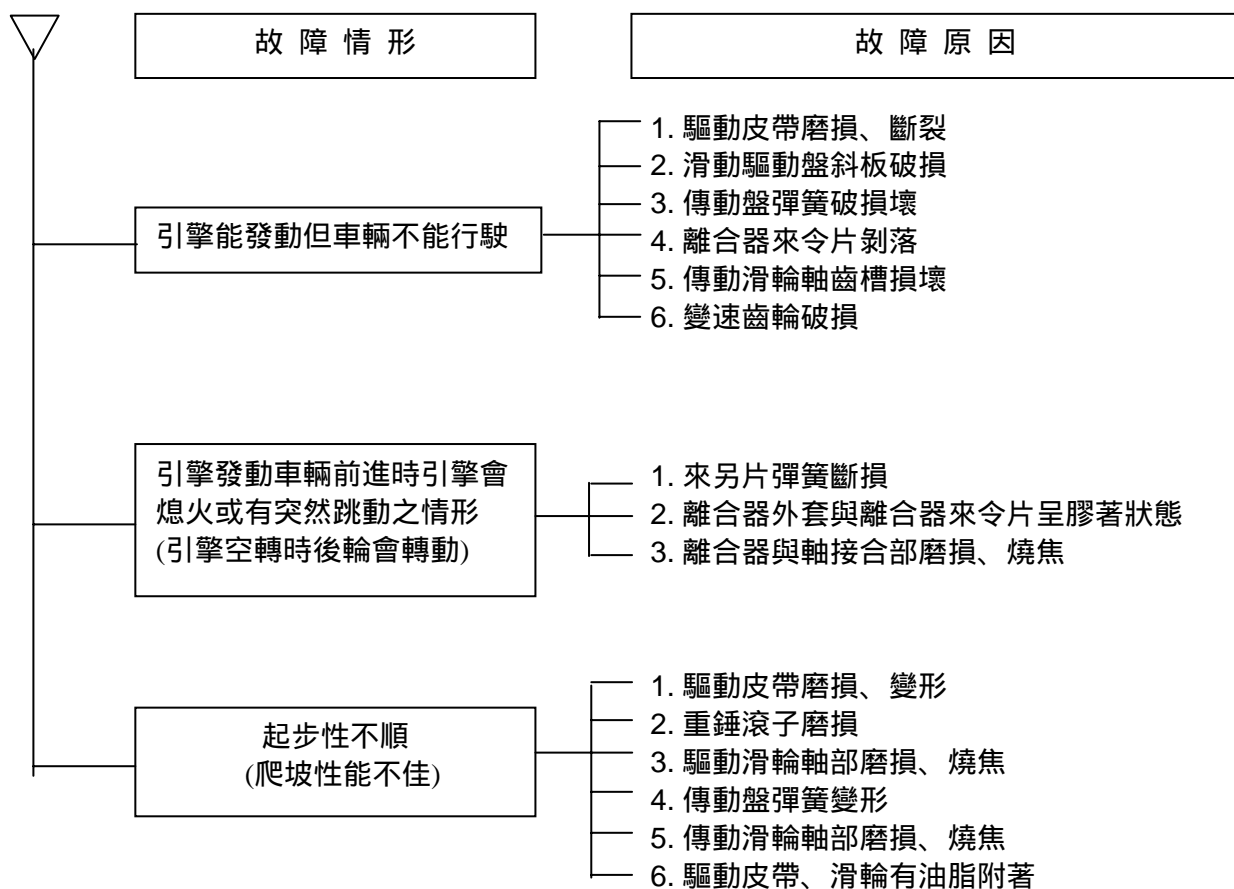 故 障 情 形
故 障 原 因
引擎能發動但車輛不能行駛
1. 驅動皮帶磨損、斷裂
2. 滑動驅動盤斜板破損
3. 傳動盤彈簧破損壞
4. 離合器來令片剝落
5. 傳動滑輪軸齒槽損壞
6. 變速齒輪破損
引擎發動車輛前進時引擎會
熄火或有突然跳動之情形
(引擎空轉時後輪會轉動)
1. 來另片彈簧斷損
2. 離合器外套與離合器來令片呈膠著狀態
3. 離合器與軸接合部磨損、燒焦
起步性不順
(爬坡性能不佳)
1. 驅動皮帶磨損、變形
2. 重錘滾子磨損
3. 驅動滑輪軸部磨損、燒焦
4. 傳動盤彈簧變形
5. 傳動滑輪軸部磨損、燒焦
6. 驅動皮帶、滑輪有油脂附著